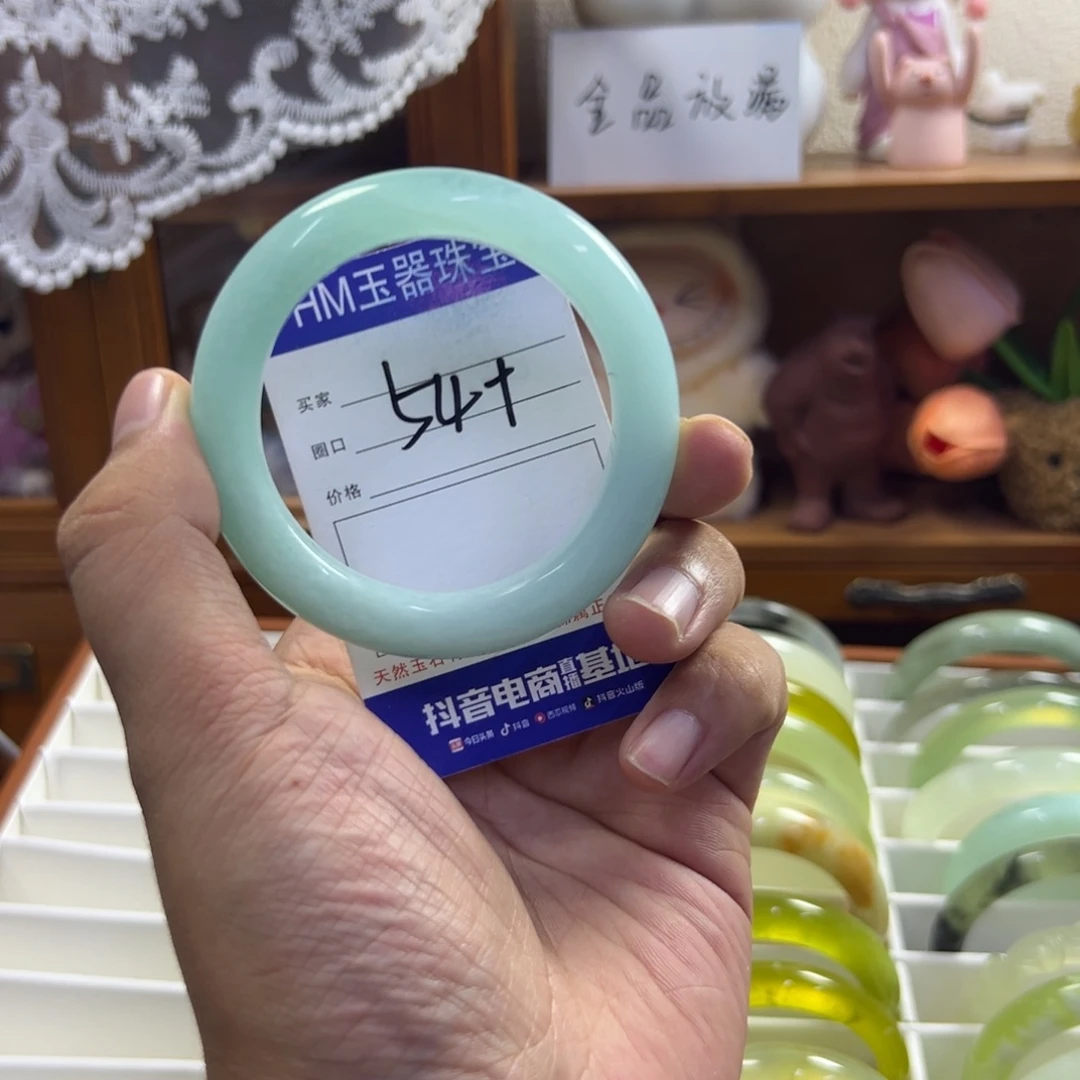 全品放漏
HM玉器珠宝
买家
54+
圈口
价格
天然玉石
抖音电商直播基地
今日头条 抖音 西瓜视频 抖音火山版